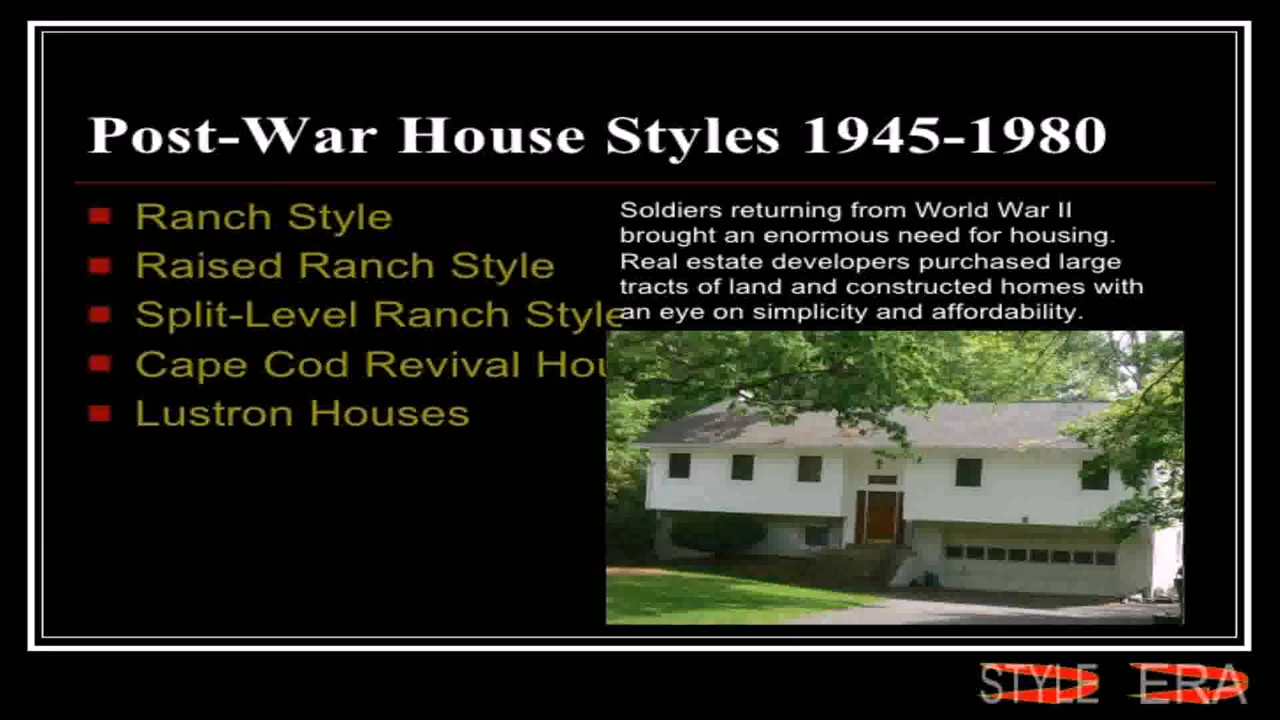 Post-War House Styles 1945-1980
Ranch Style
Raised Ranch Style
Split-Level Ranch Style
Cape Cod Revival Hou
Lustron Houses
Soldiers returning from World War II
brought an enormous need for housing.
Real estate developers purchased large
tracts of land and constructed homes with
an eye on simplicity and affordability.
STYLE ERA